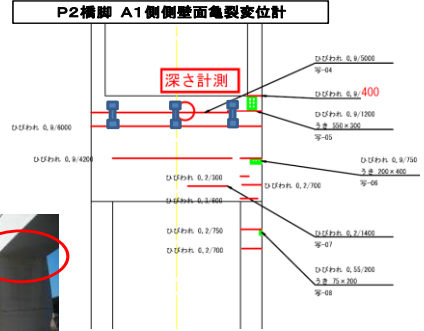 P2橋脚 A1側側壁面亀裂変位計
ひびわれ 0,9/5000
写-04
深さ計測
ひびわれ 0,9/400
ひびわれ 0,9/1200
うき 550×300
写-05
ひびわれ 0,9/6000
ひびわれ 0,9/4200
ひびわれ 0,9/750
うき 200×400
写-06
ひびわれ 0,2/300
ひびわれ 0,2/700
ひびわれ 0,3/600
ひびわれ 0,2/750
ひびわれ 0,2/1400
写-07
ひびわれ 0,2/700
ひびわれ 0,55/200
うき 75×200
写-08